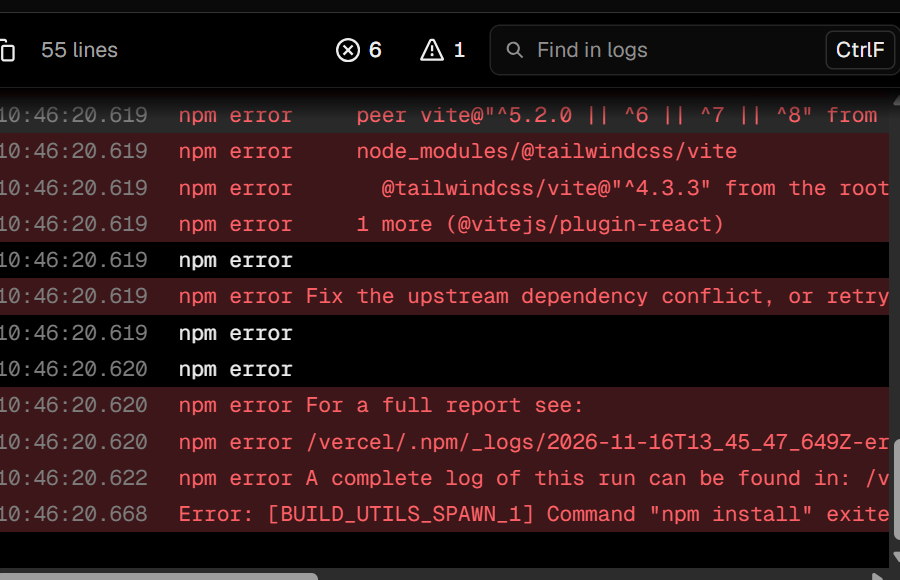 55 lines
6
1
Find in logs
CtrlF
10:46:20.619 npm error peer vite@"^5.2.0 || ^6 || ^7 || ^8" from
10:46:20.619 npm error node_modules/@tailwindcss/vite
10:46:20.619 npm error @tailwindcss/vite@"^4.3.3" from the root
10:46:20.619 npm error 1 more (@vitejs/plugin-react)
10:46:20.619 npm error
10:46:20.619 npm error Fix the upstream dependency conflict, or retry
10:46:20.619 npm error
10:46:20.620 npm error
10:46:20.620 npm error For a full report see:
10:46:20.620 npm error /vercel/.npm/_logs/2026-11-16T13_45_47_649Z-er
10:46:20.622 npm error A complete log of this run can be found in: /v
10:46:20.668 Error: [BUILD_UTILS_SPAWN_1] Command "npm install" exite